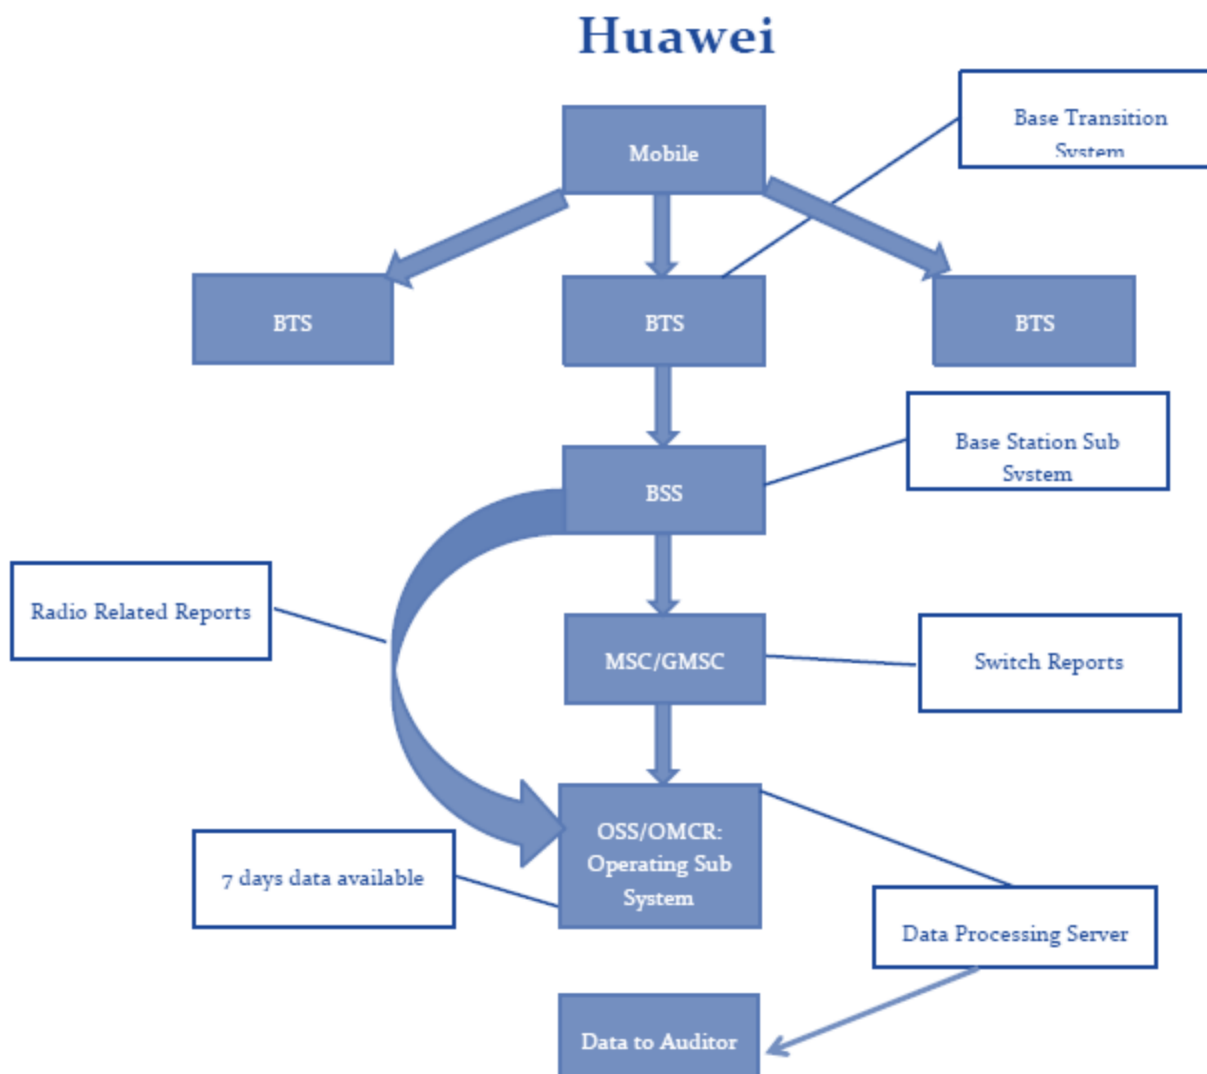 Huawei
Mobile
Base Transition
System
BTS
BTS
BTS
Base Station Sub
System
BSS
Radio Related Reports
MSC/GMSC
Switch Reports
OSS/OMCR:
Operating Sub
System
7 days data available
Data Processing Server
Data to Auditor